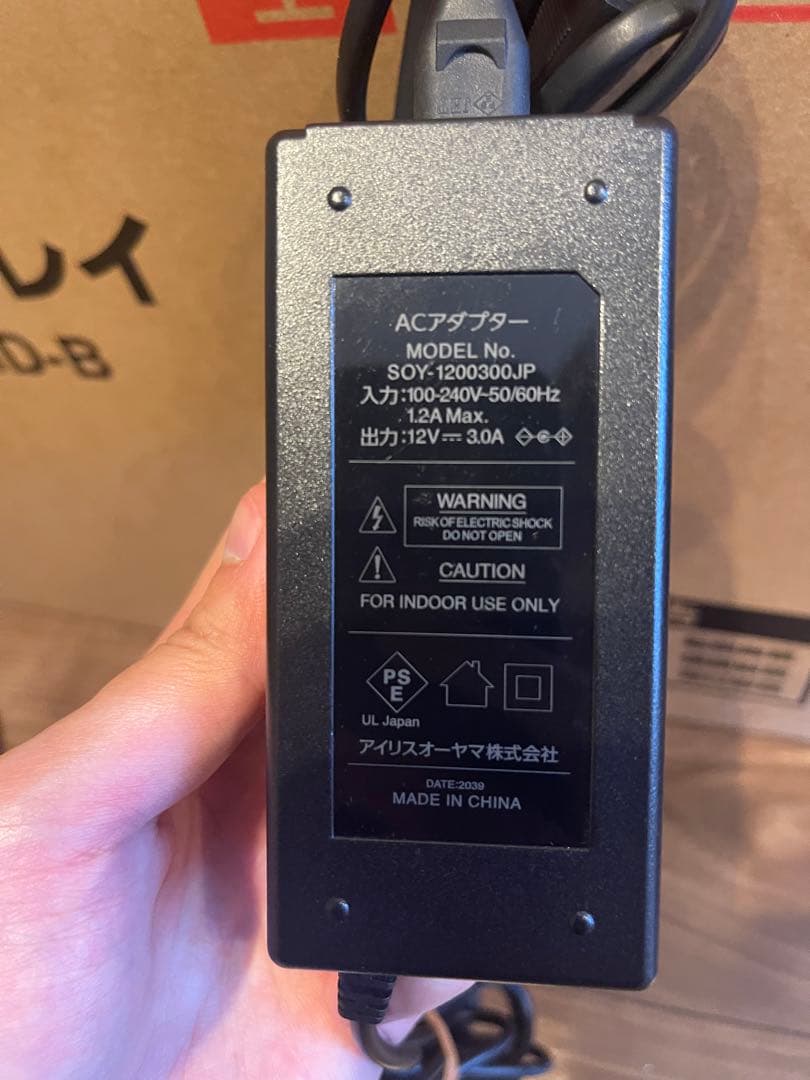 レイ
D-B
JET
ACアダプター
MODEL No.
SOY-1200300JP
入力:100-240V~50/60Hz
1.2A Max.
出力:12V⎓3.0A
WARNING
RISK OF ELECTRIC SHOCK
DO NOT OPEN
CAUTION
FOR INDOOR USE ONLY
PS
E
UL Japan
アイリスオーヤマ株式会社
DATE:2039
MADE IN CHINA